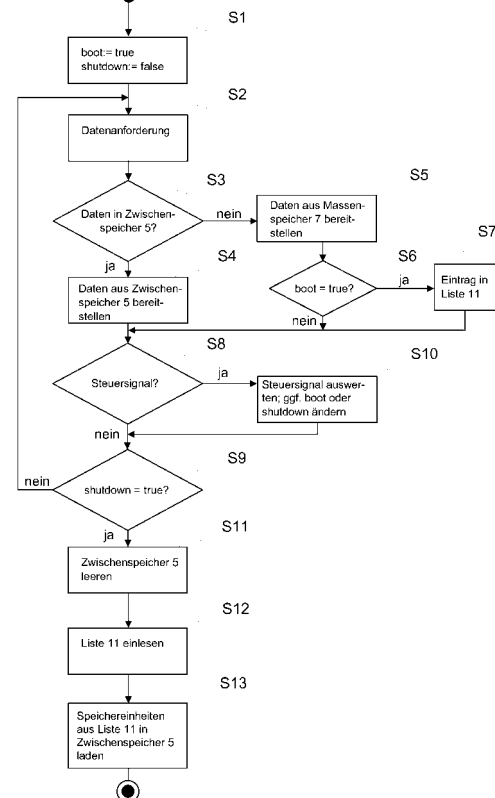 S1
boot:= true
shutdown:= false
S2
Datenanforderung
S3
Daten in Zwischen-
speicher 5?
nein
S5
Daten aus Massen-
speicher 7 bereit-
stellen
ja
S4
Daten aus Zwischen-
speicher 5 bereit-
stellen
S6
boot = true?
ja
nein
S7
Eintrag in
Liste 11
S8
Steuersignal?
ja
nein
S10
Steuersignal auswer-
ten; ggf. boot oder
shutdown ändern
S9
shutdown = true?
nein
ja
S11
Zwischenspeicher 5
leeren
S12
Liste 11 einlesen
S13
Speichereinheiten
aus Liste 11 in
Zwischenspeicher 5
laden